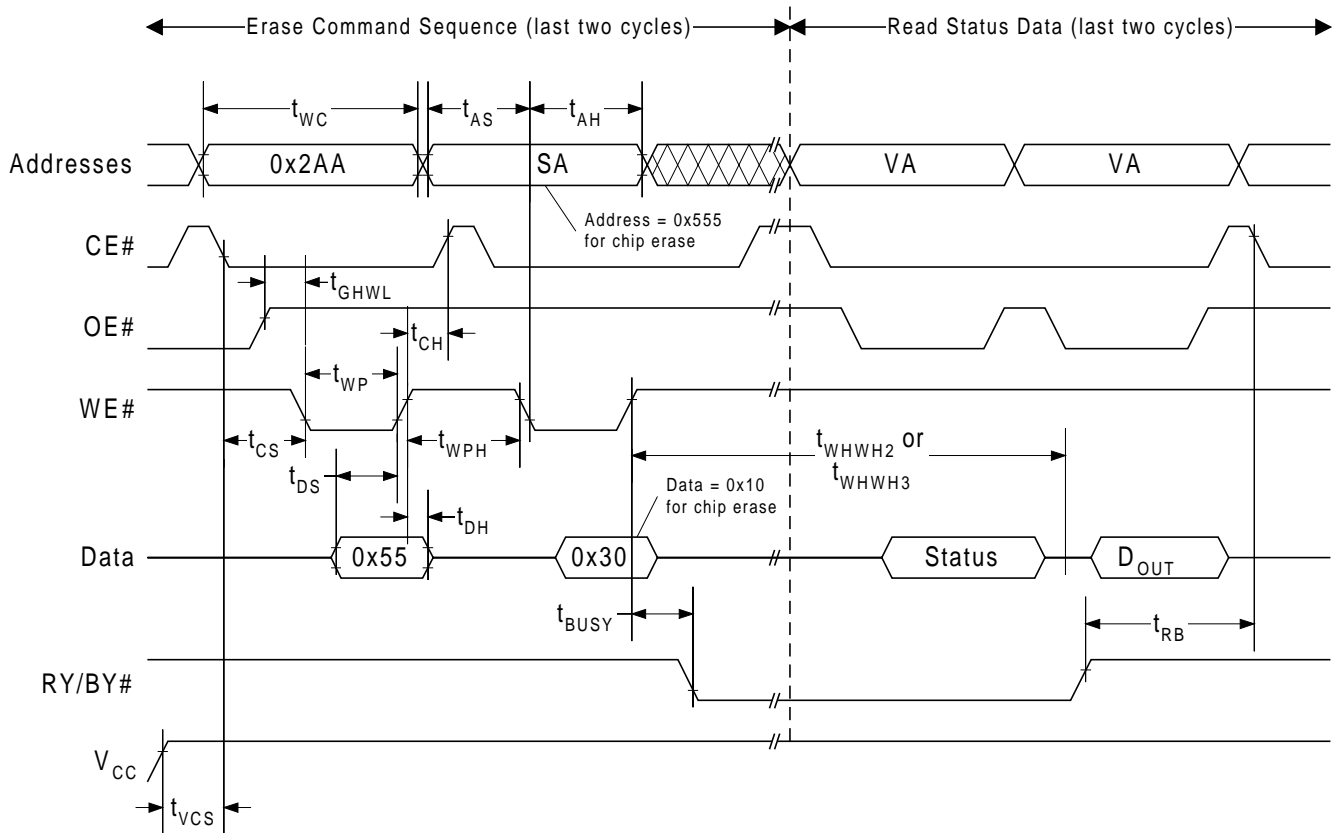 Erase Command Sequence (last two cycles)
Read Status Data (last two cycles)
tWC
tAS
tAH
Addresses
0x2AA
SA
VA
VA
Address = 0x555
for chip erase
CE#
tGHWL
OE#
tCH
tWP
WE#
tCS
tWPH
tWHWH2 or
tWHWH3
tDS
Data = 0x10
for chip erase
tDH
Data
0x55
0x30
Status
DOUT
tBUSY
tRB
RY/BY#
VCC
tVCS